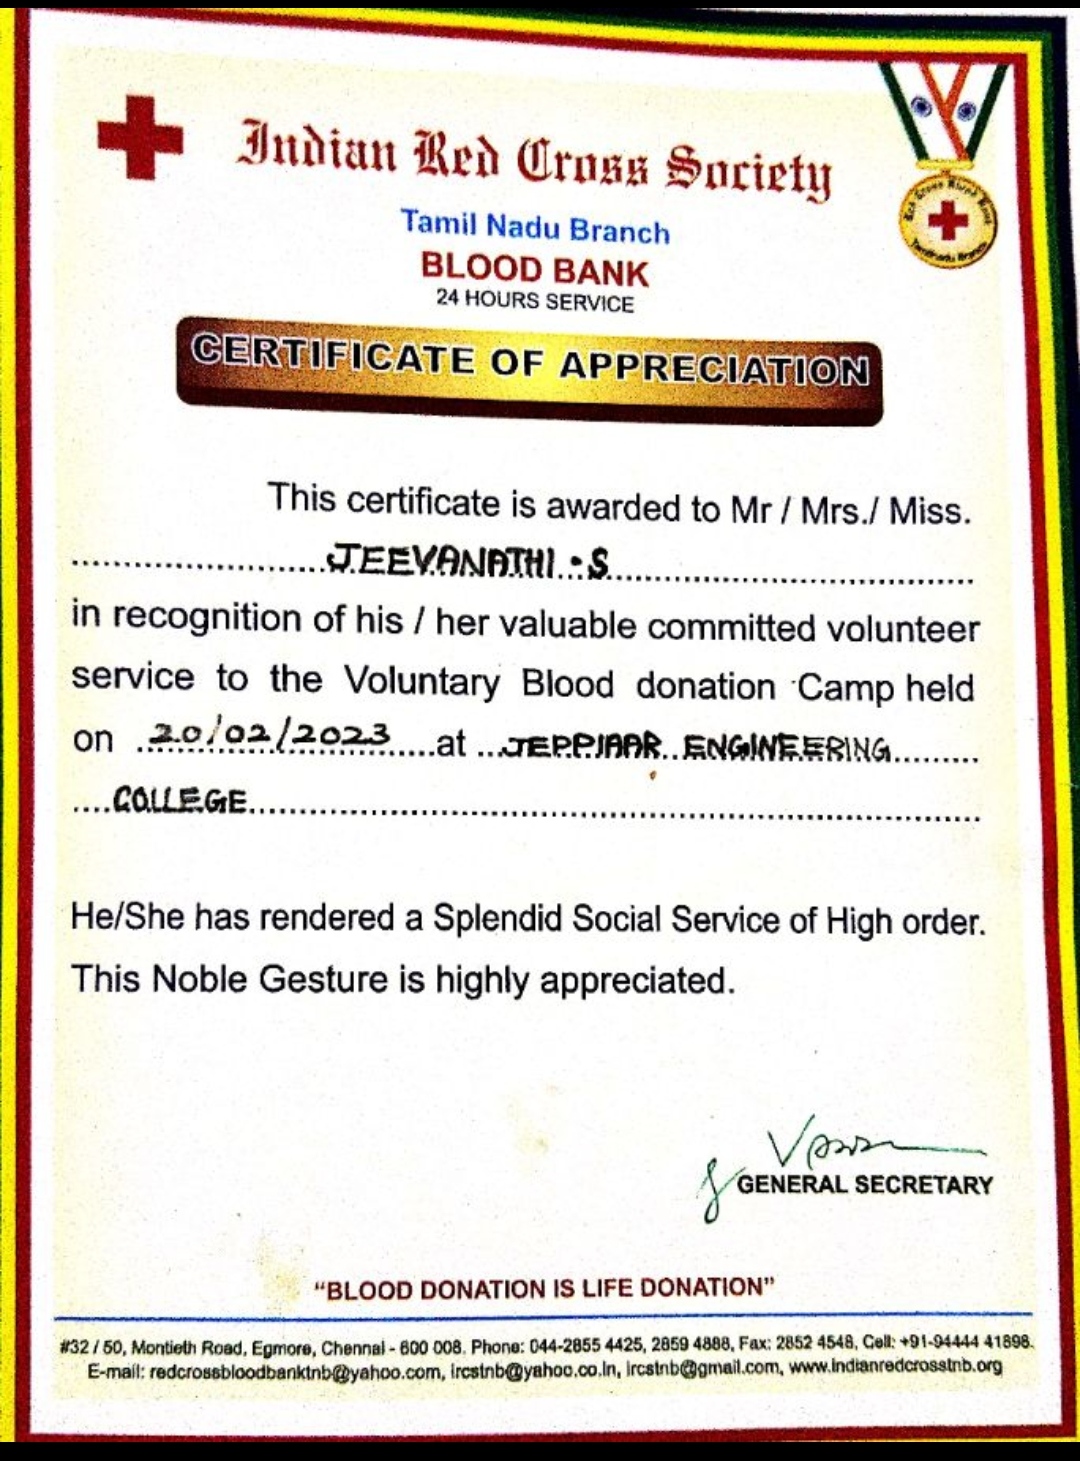 Indian Red Cross Society
Tamil Nadu Branch
BLOOD BANK
24 HOURS SERVICE
Red Cross Blood Bank
Tamilnadu Branch
CERTIFICATE OF APPRECIATION
This certificate is awarded to Mr / Mrs./ Miss.
JEEVANATHI . S
in recognition of his / her valuable committed volunteer
service to the Voluntary Blood donation Camp held
on 20/02/2023 at JEPPIAAR ENGINEERING
COLLEGE
He/She has rendered a Splendid Social Service of High order.
This Noble Gesture is highly appreciated.
GENERAL SECRETARY
"BLOOD DONATION IS LIFE DONATION"
#32 / 50, Montieth Road, Egmore, Chennai - 600 008. Phone: 044-2855 4425, 2859 4888, Fax: 2852 4548, Cell: +91-94444 41898.
E-mail: redcrossbloodbanktnb@yahoo.com, ircstnb@yahoo.co.in, ircstnb@gmail.com, www.indianredcrosstnb.org